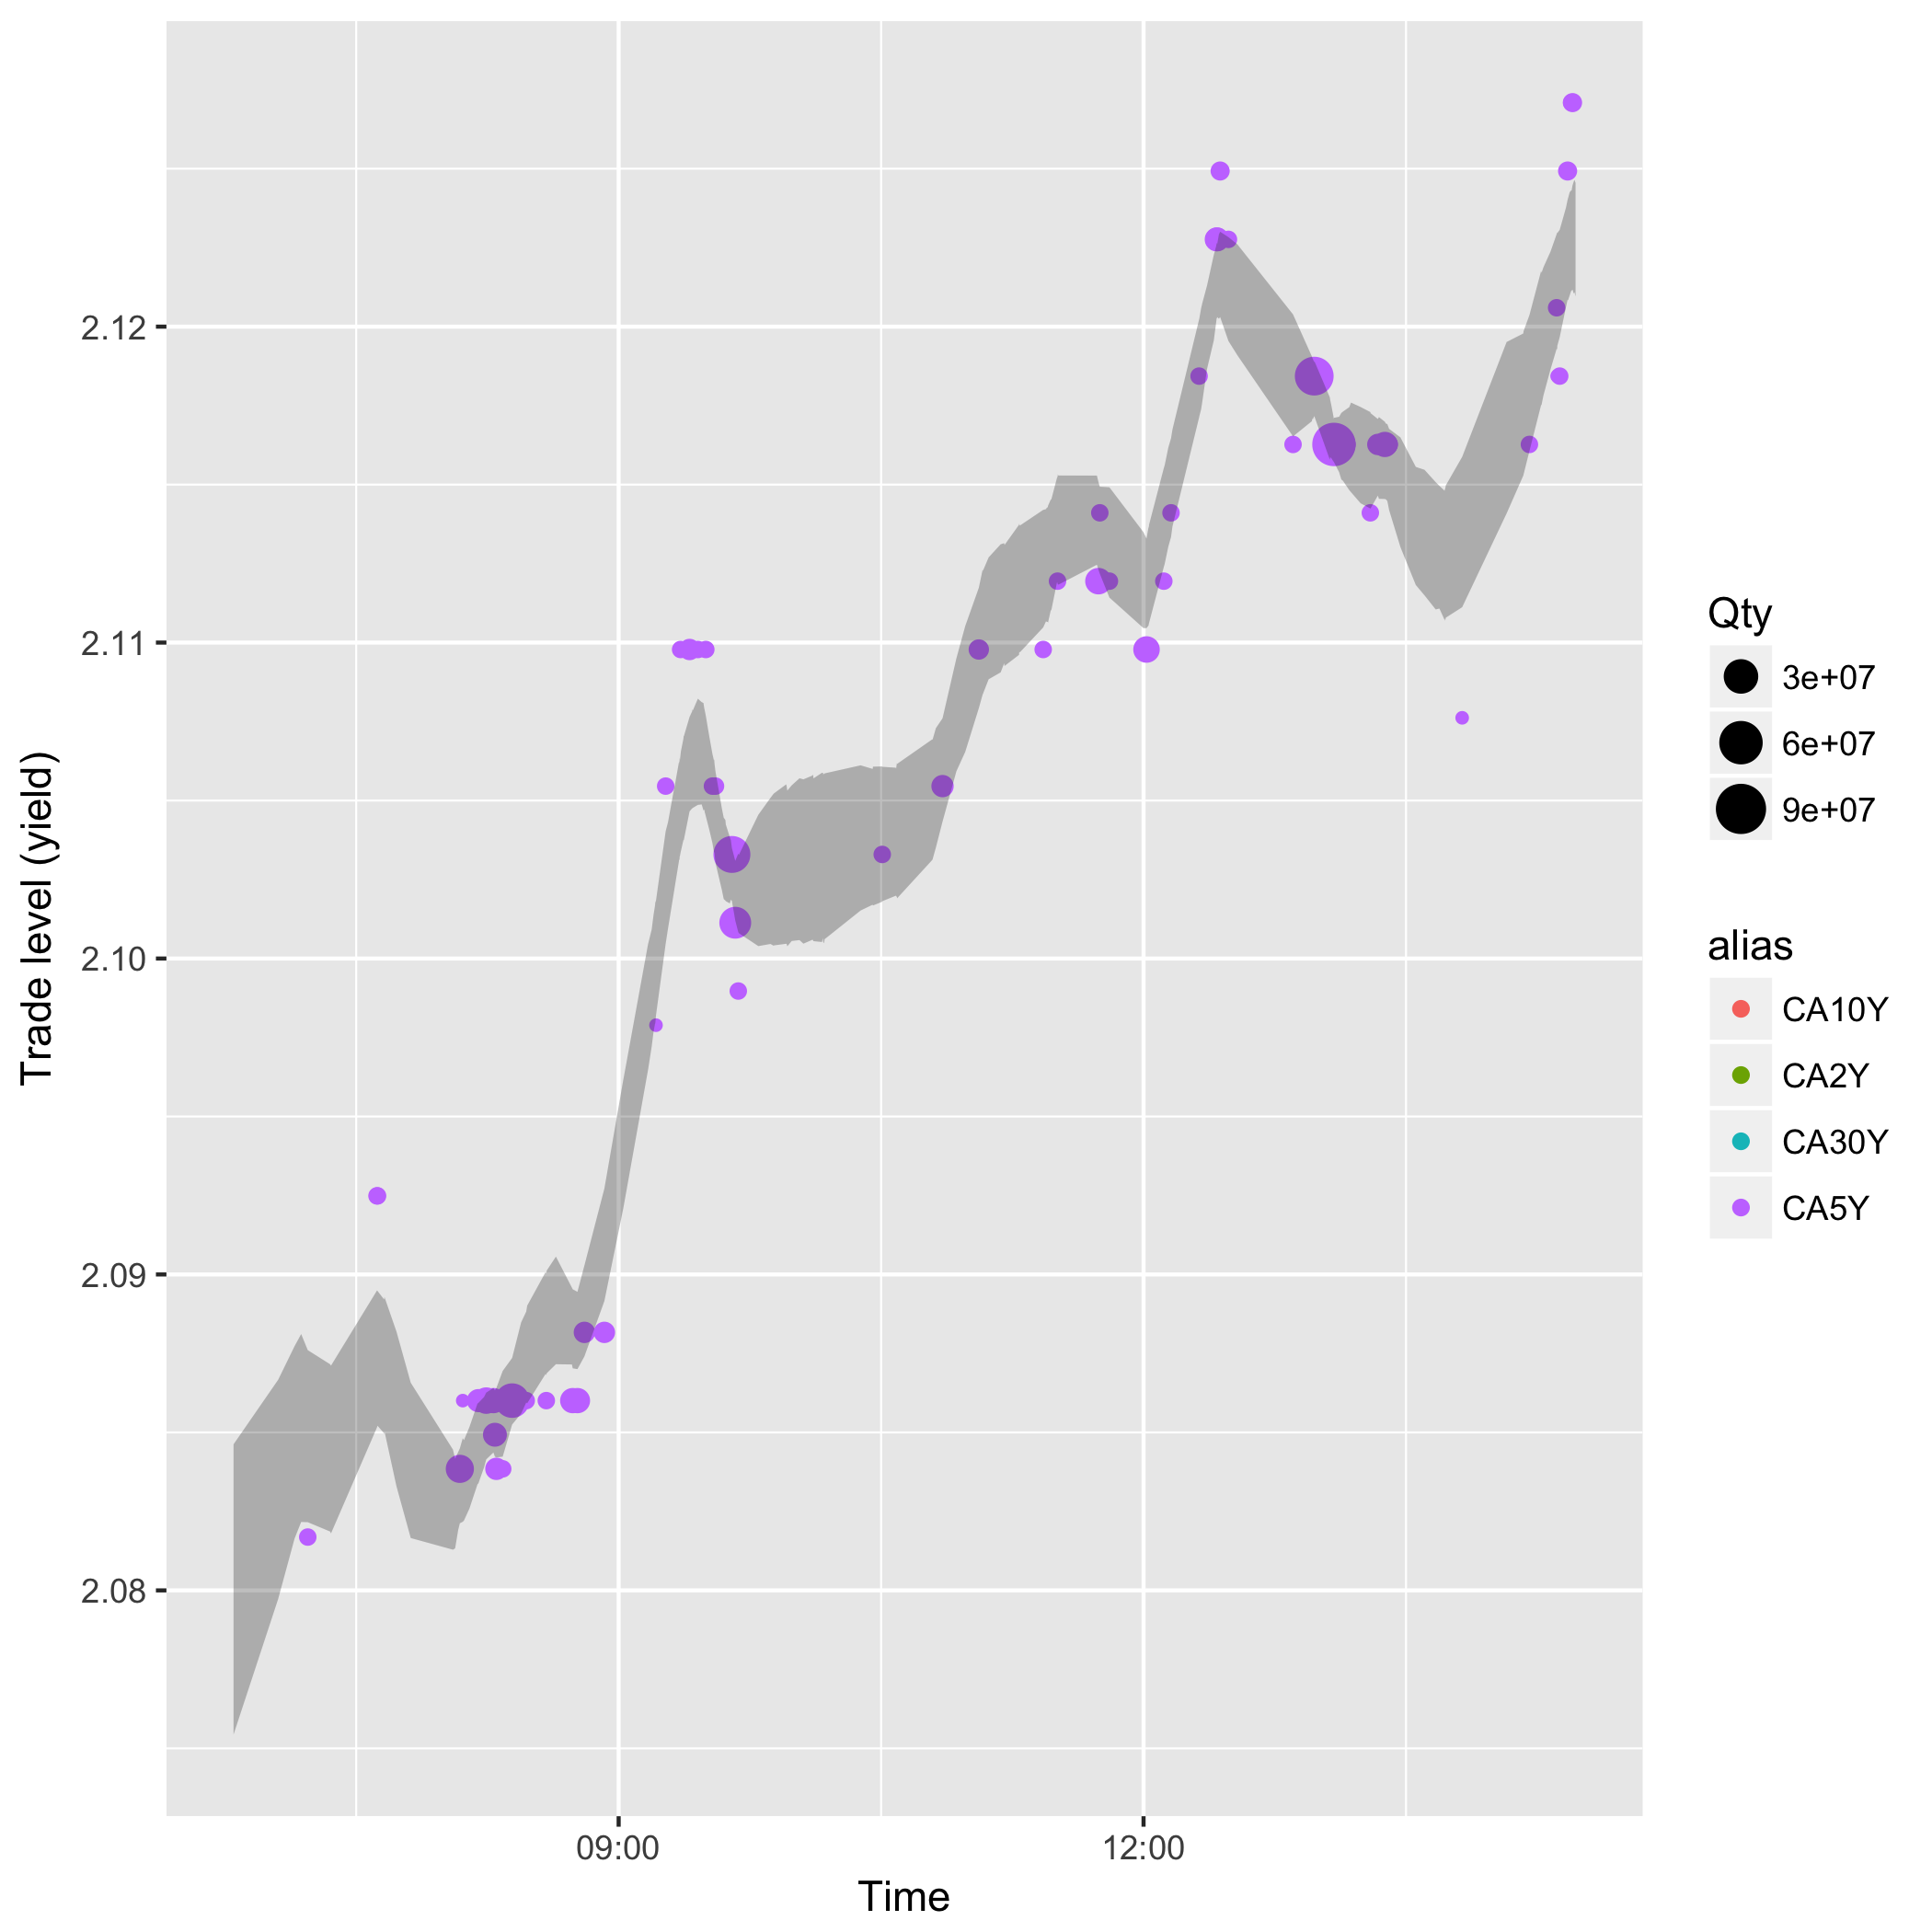 Trade level (yield)
2.12
2.11
2.10
2.09
2.08
09:00
12:00
Time
Qty
3e+07
6e+07
9e+07
alias
CA10Y
CA2Y
CA30Y
CA5Y